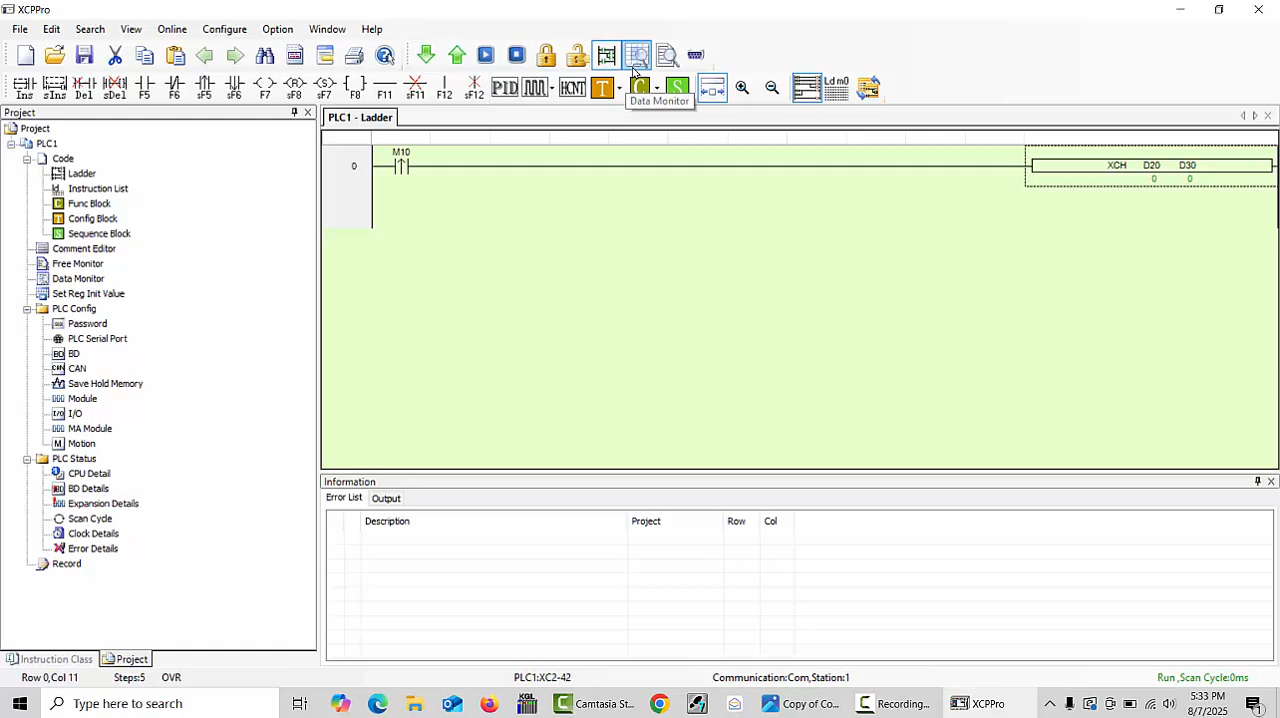 XCPPro
File Edit Search View Online Configure Option Window Help
Ins sIns Del sDel F5 F6 sF5 sF6 F7 sF8 sF7 F8 F11 sF11 F12 sF12 PID HCNT T C S Ld m0
Data Monitor
Project
PLC1 - Ladder
Project
PLC1
Code
Ladder
Instruction List
Func Block
Config Block
Sequence Block
Comment Editor
Free Monitor
Data Monitor
Set Reg Init Value
PLC Config
Password
PLC Serial Port
BD
CAN
Save Hold Memory
Module
I/O
MA Module
Motion
PLC Status
CPU Detail
BD Details
Expansion Details
Scan Cycle
Clock Details
Error Details
Record
M10
0 XCH D20 D30
0 0
Information
Error List Output
Description Project Row Col
Instruction Class Project
Row 0,Col 11 Steps:5 OVR PLC1:XC2-42 Communication:Com,Station:1 Run ,Scan Cycle:0ms
Type here to search
KGL
Camtasia St...
Copy of Co...
Recording...
XCPPro
5:33 PM
8/7/2025